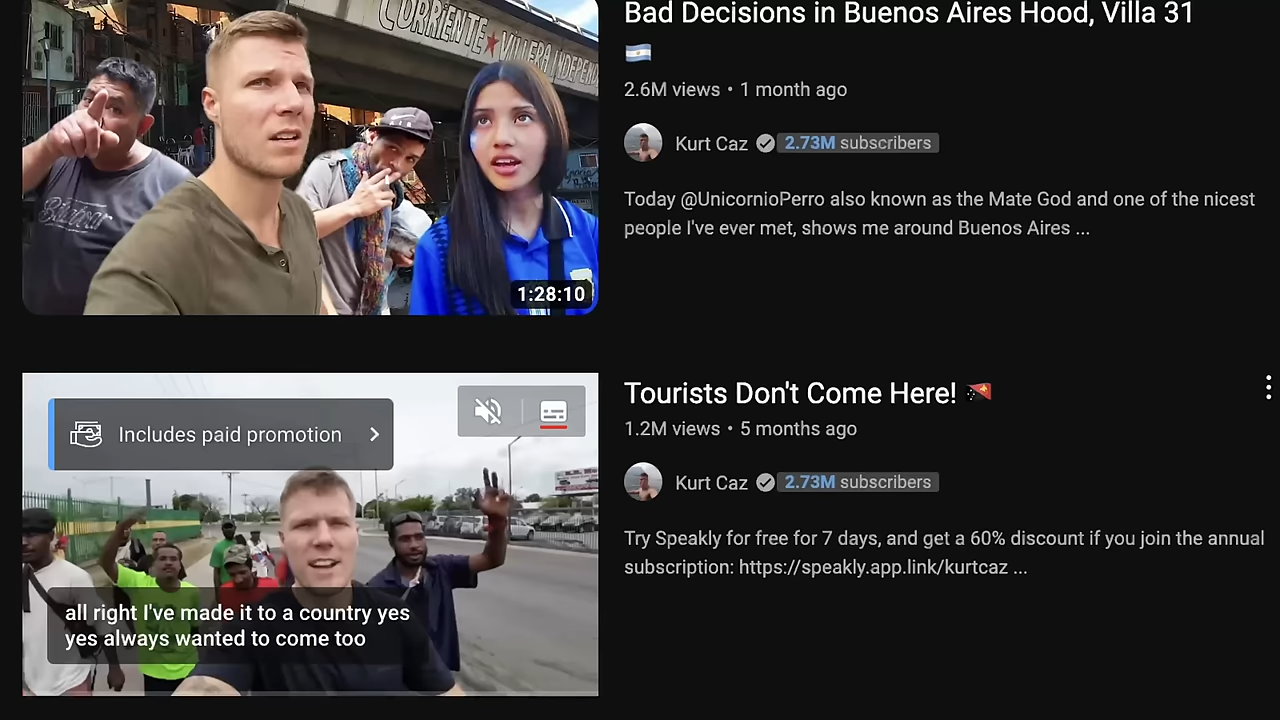 CORRIENTE ★ VILLERA INDEPEN
Bad Decisions in Buenos Aires Hood, Villa 31
🇦🇷
2.6M views • 1 month ago
Kurt Caz 2.73M subscribers
Today @UnicornioPerro also known as the Mate God and one of the nicest
people I've ever met, shows me around Buenos Aires ...
1:28:10
Includes paid promotion
Tourists Don't Come Here! 🇵🇬
1.2M views • 5 months ago
Kurt Caz 2.73M subscribers
Try Speakly for free for 7 days, and get a 60% discount if you join the annual
subscription: https://speakly.app.link/kurtcaz ...
all right I've made it to a country yes
yes always wanted to come too